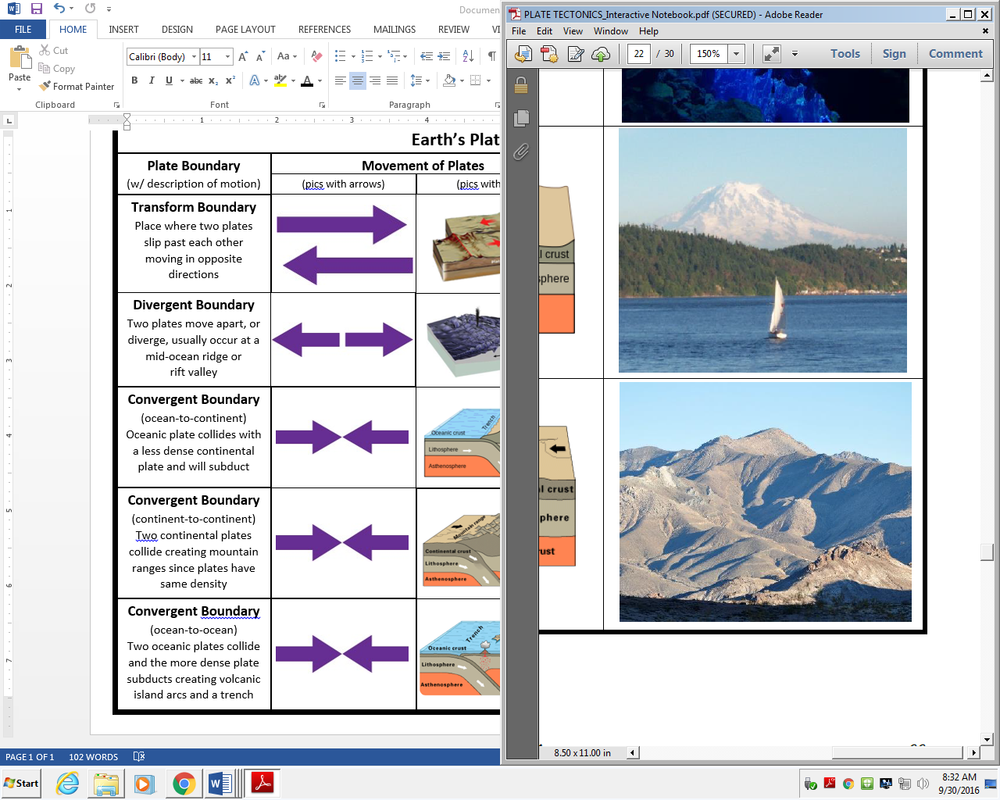 Documen
FILE HOME INSERT DESIGN PAGE LAYOUT REFERENCES MAILINGS REVIEW VI
Paste
Cut
Copy
Format Painter
Calibri (Body) 11
Clipboard Font Paragraph
Earth's Plat
Plate Boundary
(w/ description of motion)
Movement of Plates
(pics with arrows) (pics with
Transform Boundary
Place where two plates
slip past each other
moving in opposite
directions
Divergent Boundary
Two plates move apart, or
diverge, usually occur at a
mid-ocean ridge or
rift valley
Convergent Boundary
(ocean-to-continent)
Oceanic plate collides with
a less dense continental
plate and will subduct
Oceanic crust
Trench
Lithosphere
Asthenosphere
Convergent Boundary
(continent-to-continent)
Two continental plates
collide creating mountain
ranges since plates have
same density
Mountain range
Continental crust
Lithosphere
Asthenosphere
Convergent Boundary
(ocean-to-ocean)
Two oceanic plates collide
and the more dense plate
subducts creating volcanic
island arcs and a trench
Trench
Oceanic crust
Lithosphere
Asthenosphere
PAGE 1 OF 1 102 WORDS
PLATE TECTONICS_Interactive Notebook.pdf (SECURED) - Adobe Reader
File Edit View Window Help
22 / 30 150% Tools Sign Comment
l crust
sphere
al crust
phere
rust
8.50 x 11.00 in
Start
8:32 AM
9/30/2016